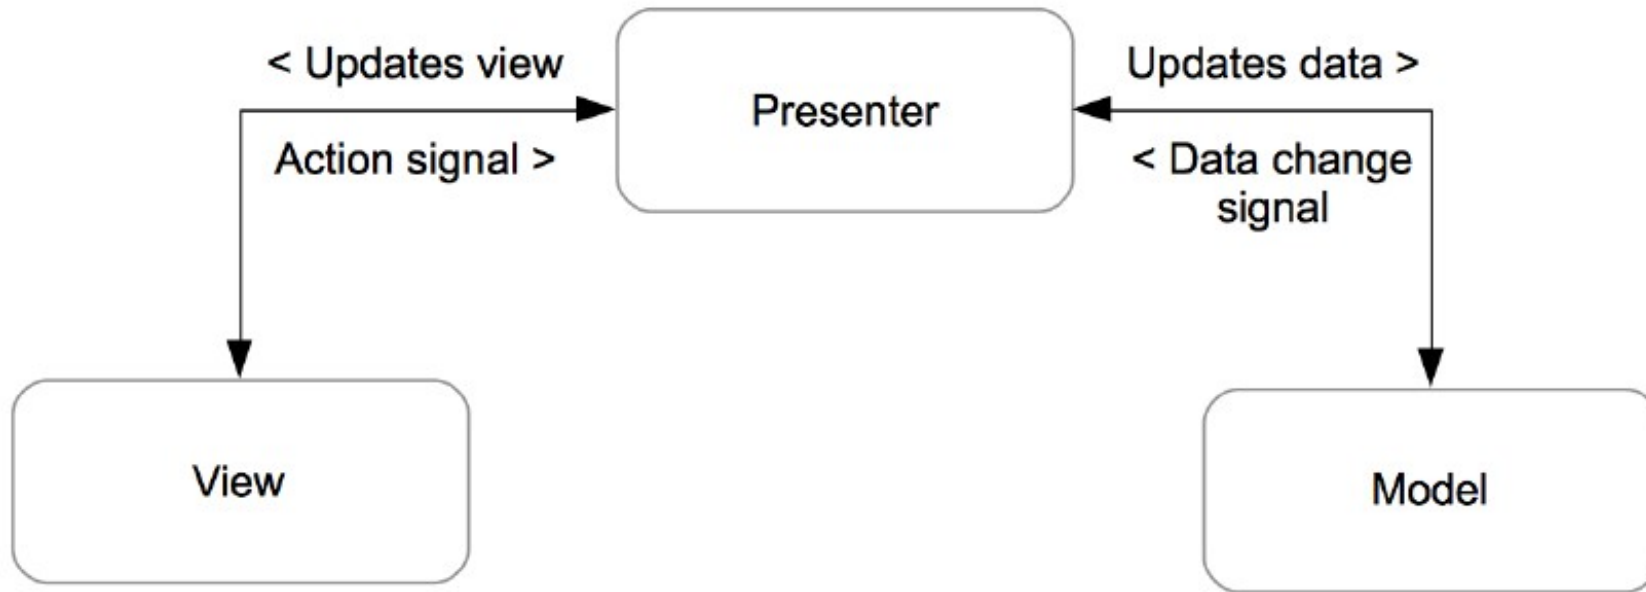 < Updates view
Action signal >
Presenter
Updates data >
< Data change
signal
View
Model